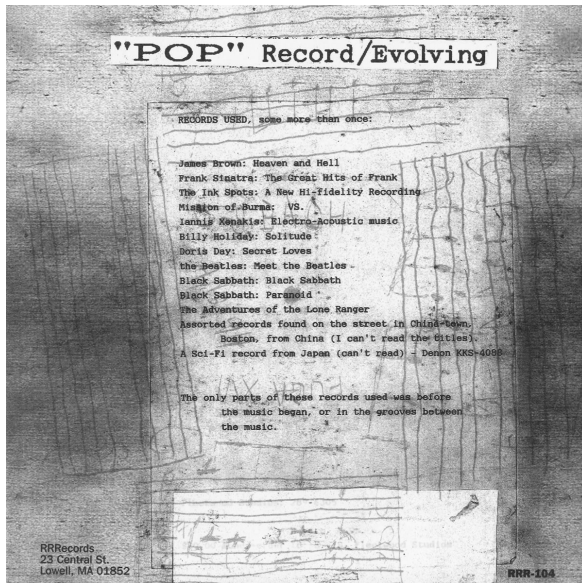 "POP" Record/Evolving
RECORDS USED, some more than once:
James Brown: Heaven and Hell
Frank Sinatra: The Great Hits of Frank
The Ink Spots: A New Hi-fidelity Recording
Mission of Burma:  VS.
Iannis Xenakis: Electro-Acoustic music
Billy Holiday: Solitude
Doris Day: Secret Loves
the Beatles: Meet the Beatles
Black Sabbath: Black Sabbath
Black Sabbath: Paranoid
The Adventures of the Lone Ranger
Assorted records found on the street in China-town,
Boston, from China (I can't read the titles).
A Sci-Fi record from Japan (can't read) - Denon
The only parts of these records used was before
the music began, or in the grooves between
the music.
RRRecords
23 Central St.
Lowell, MA 01852
RRR-104